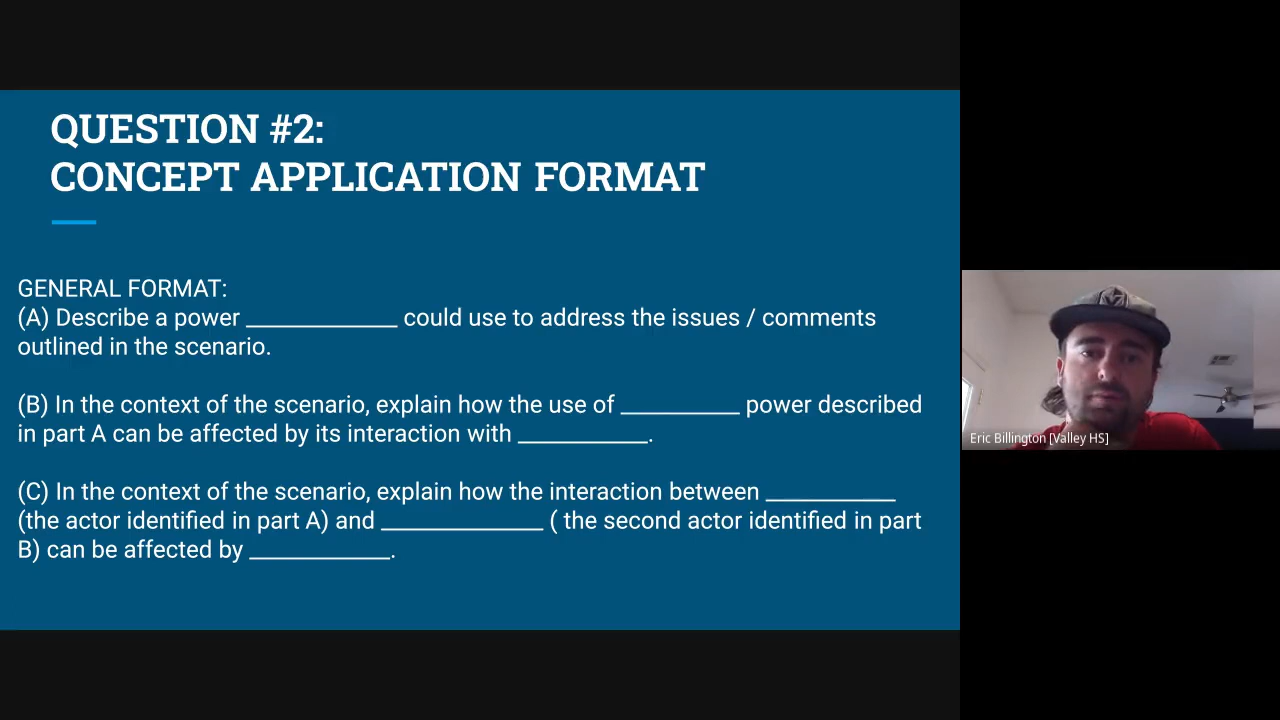 QUESTION #2:
CONCEPT APPLICATION FORMAT
GENERAL FORMAT:
(A) Describe a power _____________ could use to address the issues / comments
outlined in the scenario.
(B) In the context of the scenario, explain how the use of __________ power described
in part A can be affected by its interaction with ___________.
(C) In the context of the scenario, explain how the interaction between ___________
(the actor identified in part A) and ______________ ( the second actor identified in part
B) can be affected by ____________.
Eric Billington [Valley HS]